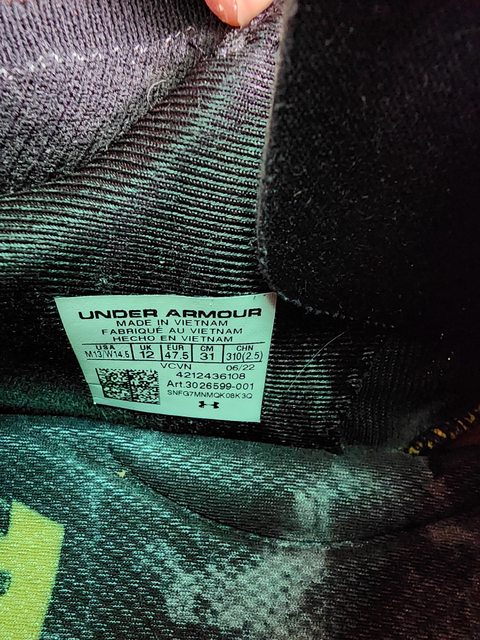 UNDER ARMOUR
MADE IN VIETNAM
FABRIQUÉ AU VIETNAM
HECHO EN VIETNAM
USA UK EUR CM CHN
M13/W14.5 12 47.5 31 310(2.5)
VCVN 06/22
4212436108
Art.3026599-001
SNFG7MNMQK08K3Q